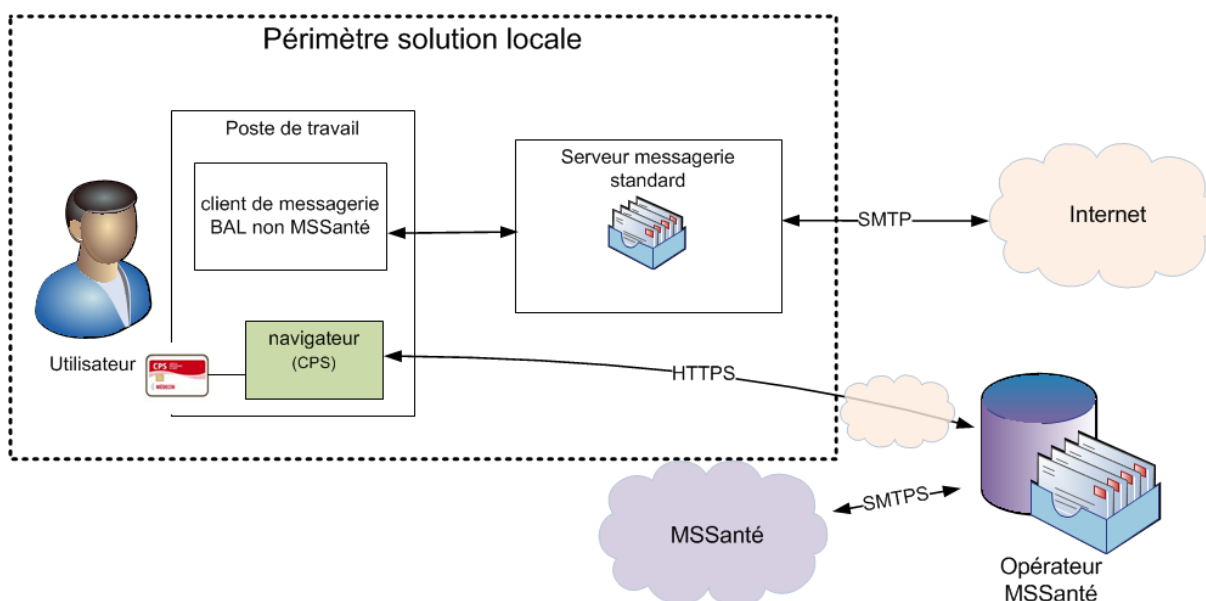 Périmètre solution locale
Poste de travail
client de messagerie
BAL non MSSanté
Serveur messagerie
standard
SMTP
Internet
Utilisateur
CPS
navigateur
(CPS)
HTTPS
MSSanté
SMTPS
Opérateur
MSSanté